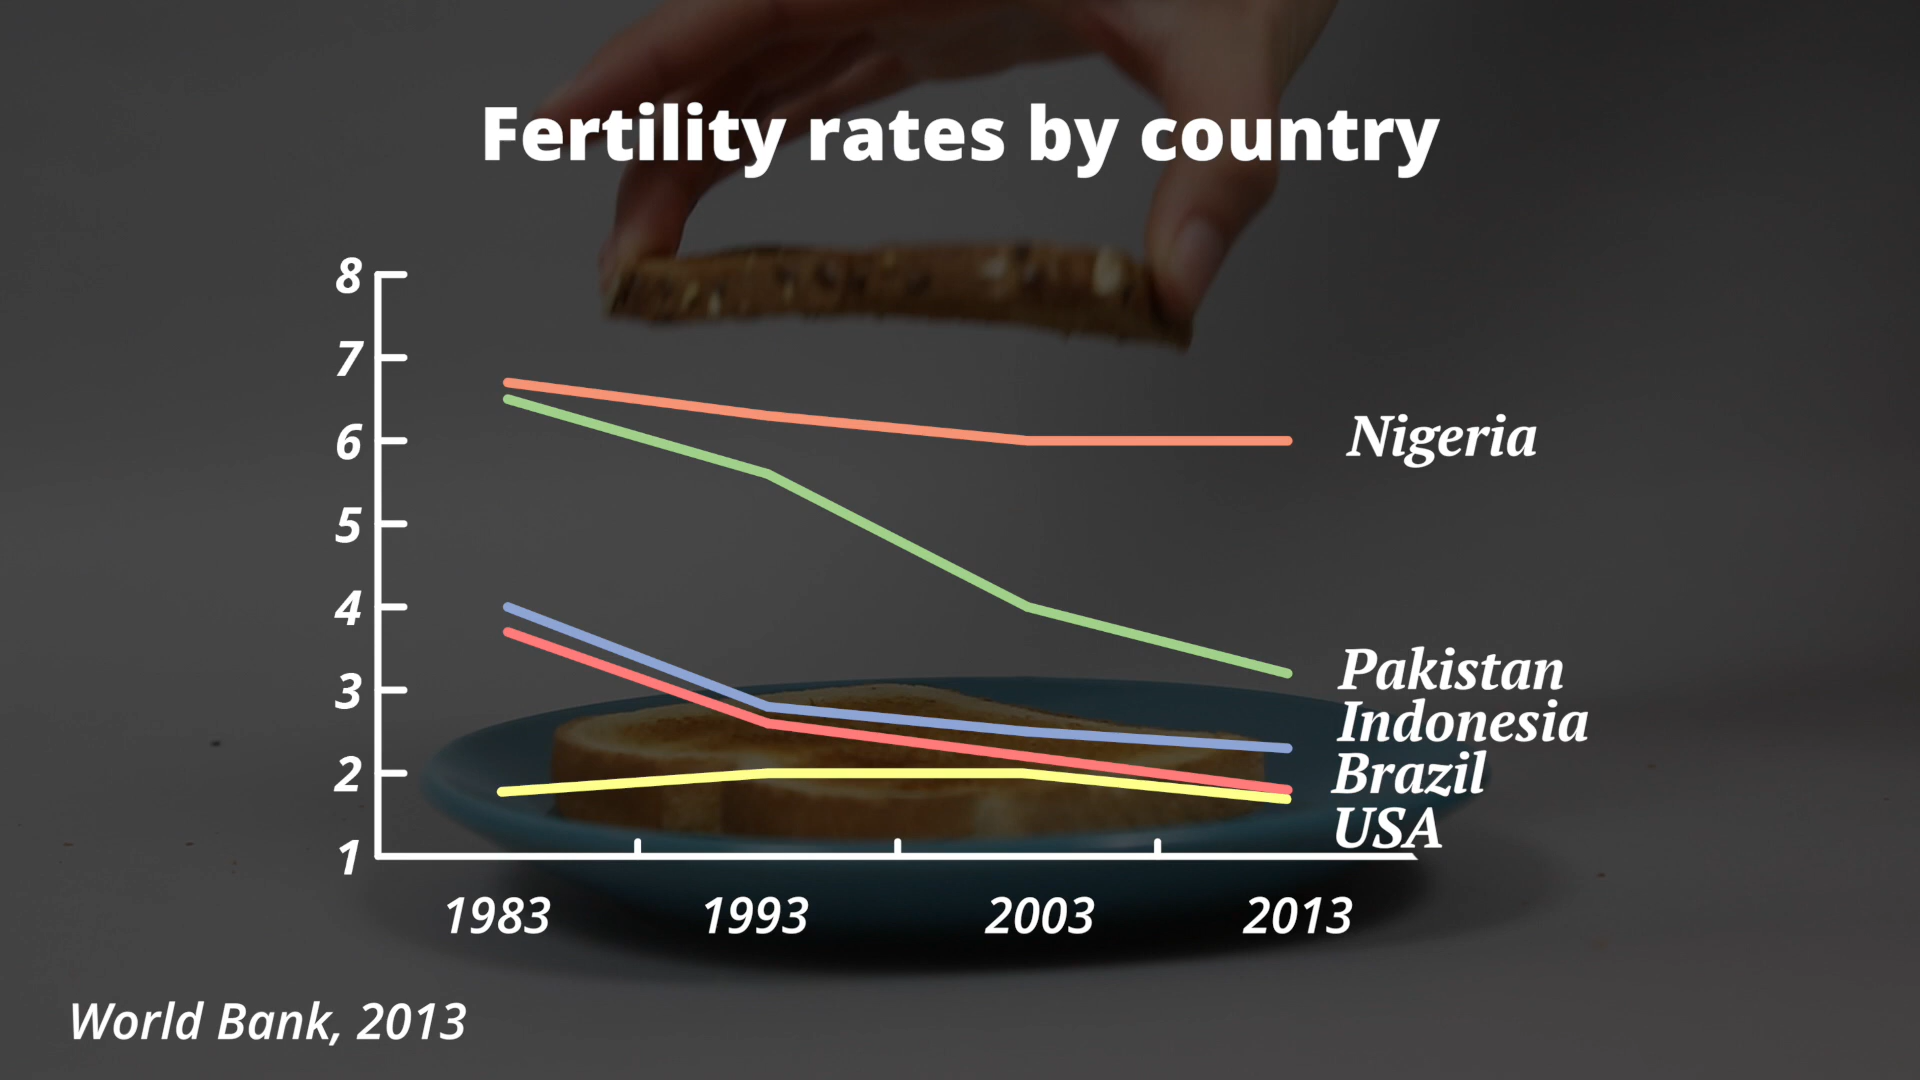 Fertility rates by country
8
7
6
5
4
3
2
1
Nigeria
Pakistan
Indonesia
Brazil
USA
1983 1993 2003 2013
World Bank, 2013